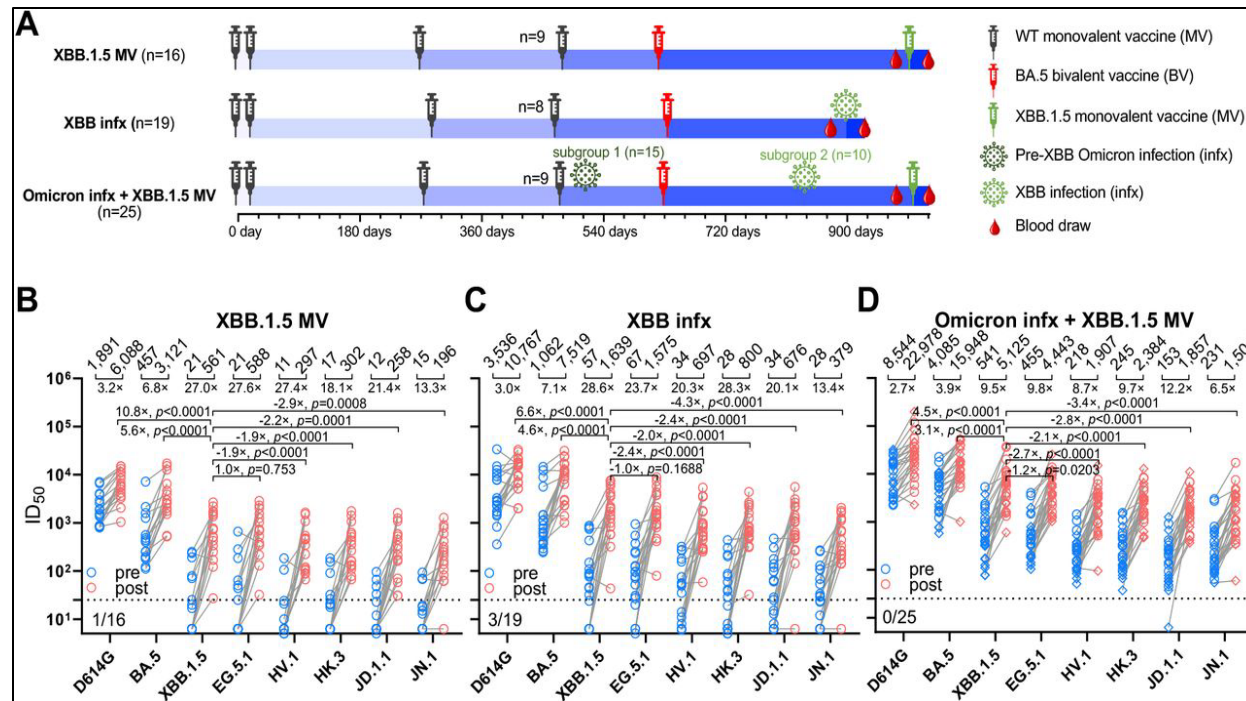 A
XBB.1.5 MV (n=16)
n=9
XBB infx (n=19)
n=8
subgroup 1 (n=15)
subgroup 2 (n=10)
Omicron infx + XBB.1.5 MV
(n=25)
n=9
0 day
180 days
360 days
540 days
720 days
900 days
WT monovalent vaccine (MV)
BA.5 bivalent vaccine (BV)
XBB.1.5 monovalent vaccine (MV)
Pre-XBB Omicron infection (infx)
XBB infection (infx)
Blood draw
B
XBB.1.5 MV
1,891 6,088 457 3,121 21 561 21 588 11 297 17 302 12 258 15 196
3.2× 6.8× 27.0× 27.6× 27.4× 18.1× 21.4× 13.3×
-2.9×, p=0.0008
10.8×, p<0.0001
-2.2×, p=0.0001
5.6×, p<0.0001
-1.9×, p<0.0001
-1.9×, p<0.0001
1.0×, p=0.753
ID50
10⁶
10⁵
10⁴
10³
10²
10¹
pre
post
1/16
D614G BA.5 XBB.1.5 EG.5.1 HV.1 HK.3 JD.1.1 JN.1
C
XBB infx
3,536 10,767 1,062 7,519 57 1,639 67 1,575 34 697 28 800 34 676 28 379
3.0× 7.1× 28.6× 23.7× 20.3× 28.3× 20.1× 13.4×
-4.3×, p<0.0001
6.6×, p<0.0001
-2.4×, p<0.0001
4.6×, p<0.0001
-2.0×, p<0.0001
-2.4×, p<0.0001
-1.0×, p=0.1688
pre
post
3/19
D614G BA.5 XBB.1.5 EG.5.1 HV.1 HK.3 JD.1.1 JN.1
D
Omicron infx + XBB.1.5 MV
8,544 22,978 4,085 15,948 541 5,125 455 4,443 218 1,907 245 2,384 153 1,857 231
2.7× 3.9× 9.5× 9.8× 8.7× 9.7× 12.2× 6.5×
-3.4×, p<0.0001
4.5×, p<0.0001
-2.8×, p<0.0001
3.1×, p<0.0001
-2.1×, p<0.0001
-2.7×, p<0.0001
-1.2×, p=0.0203
pre
post
0/25
D614G BA.5 XBB.1.5 EG.5.1 HV.1 HK.3 JD.1.1 JN.1